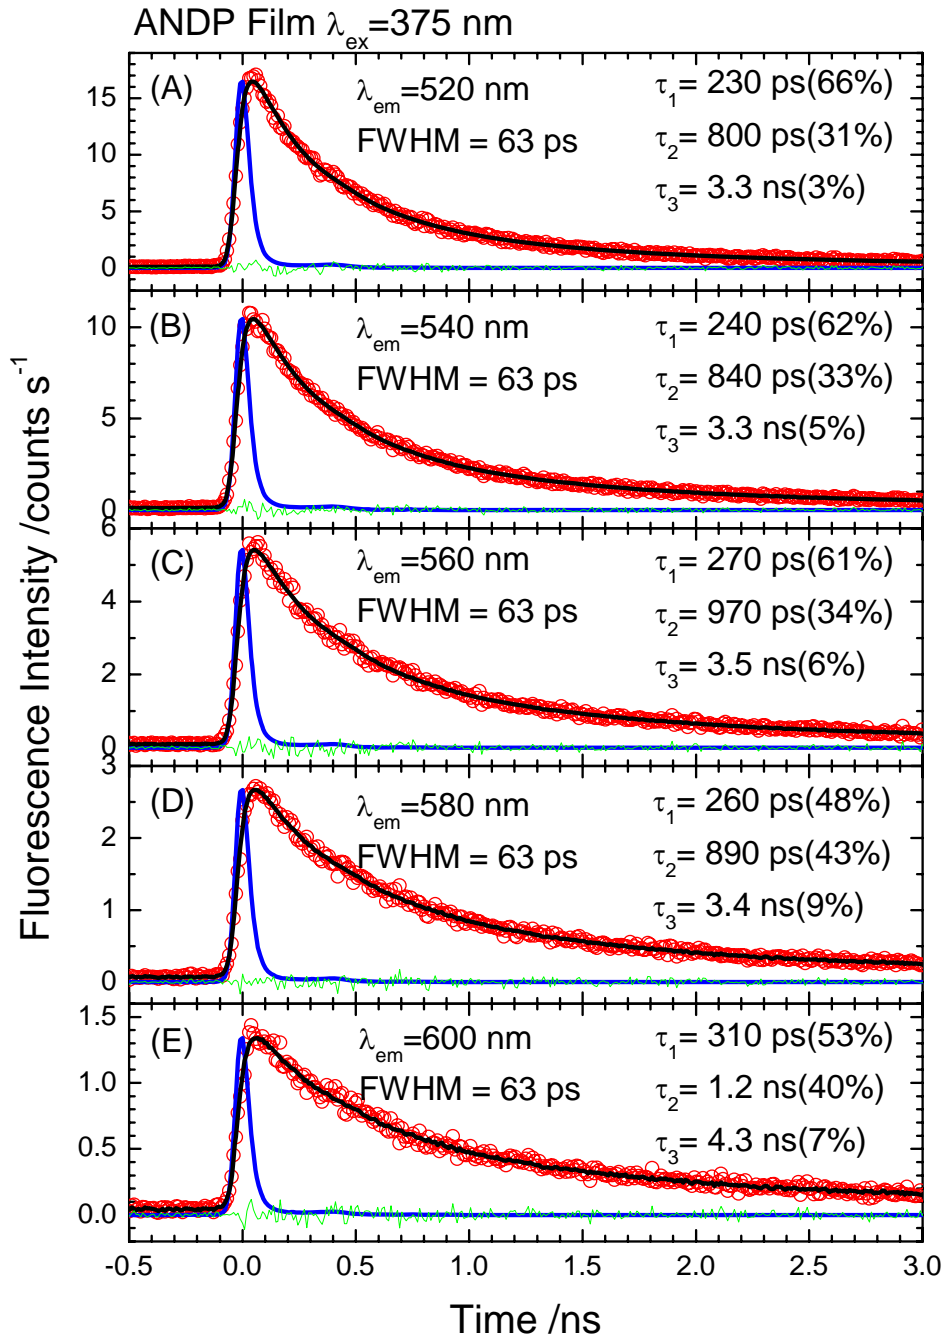 ANDP Film λex=375 nm
(A)
λem=520 nm
FWHM = 63 ps
τ1= 230 ps(66%)
τ2= 800 ps(31%)
τ3= 3.3 ns(3%)
15
10
5
0
(B)
λem=540 nm
FWHM = 63 ps
τ1= 240 ps(62%)
τ2= 840 ps(33%)
τ3= 3.3 ns(5%)
10
5
0
(C)
λem=560 nm
FWHM = 63 ps
τ1= 270 ps(61%)
τ2= 970 ps(34%)
τ3= 3.5 ns(6%)
6
4
2
0
(D)
λem=580 nm
FWHM = 63 ps
τ1= 260 ps(48%)
τ2= 890 ps(43%)
τ3= 3.4 ns(9%)
3
2
1
0
(E)
λem=600 nm
FWHM = 63 ps
τ1= 310 ps(53%)
τ2= 1.2 ns(40%)
τ3= 4.3 ns(7%)
3
1.5
1.0
0.5
0.0
-0.5 0.0 0.5 1.0 1.5 2.0 2.5 3.0
Time /ns
Fluorescence Intensity /counts s-1